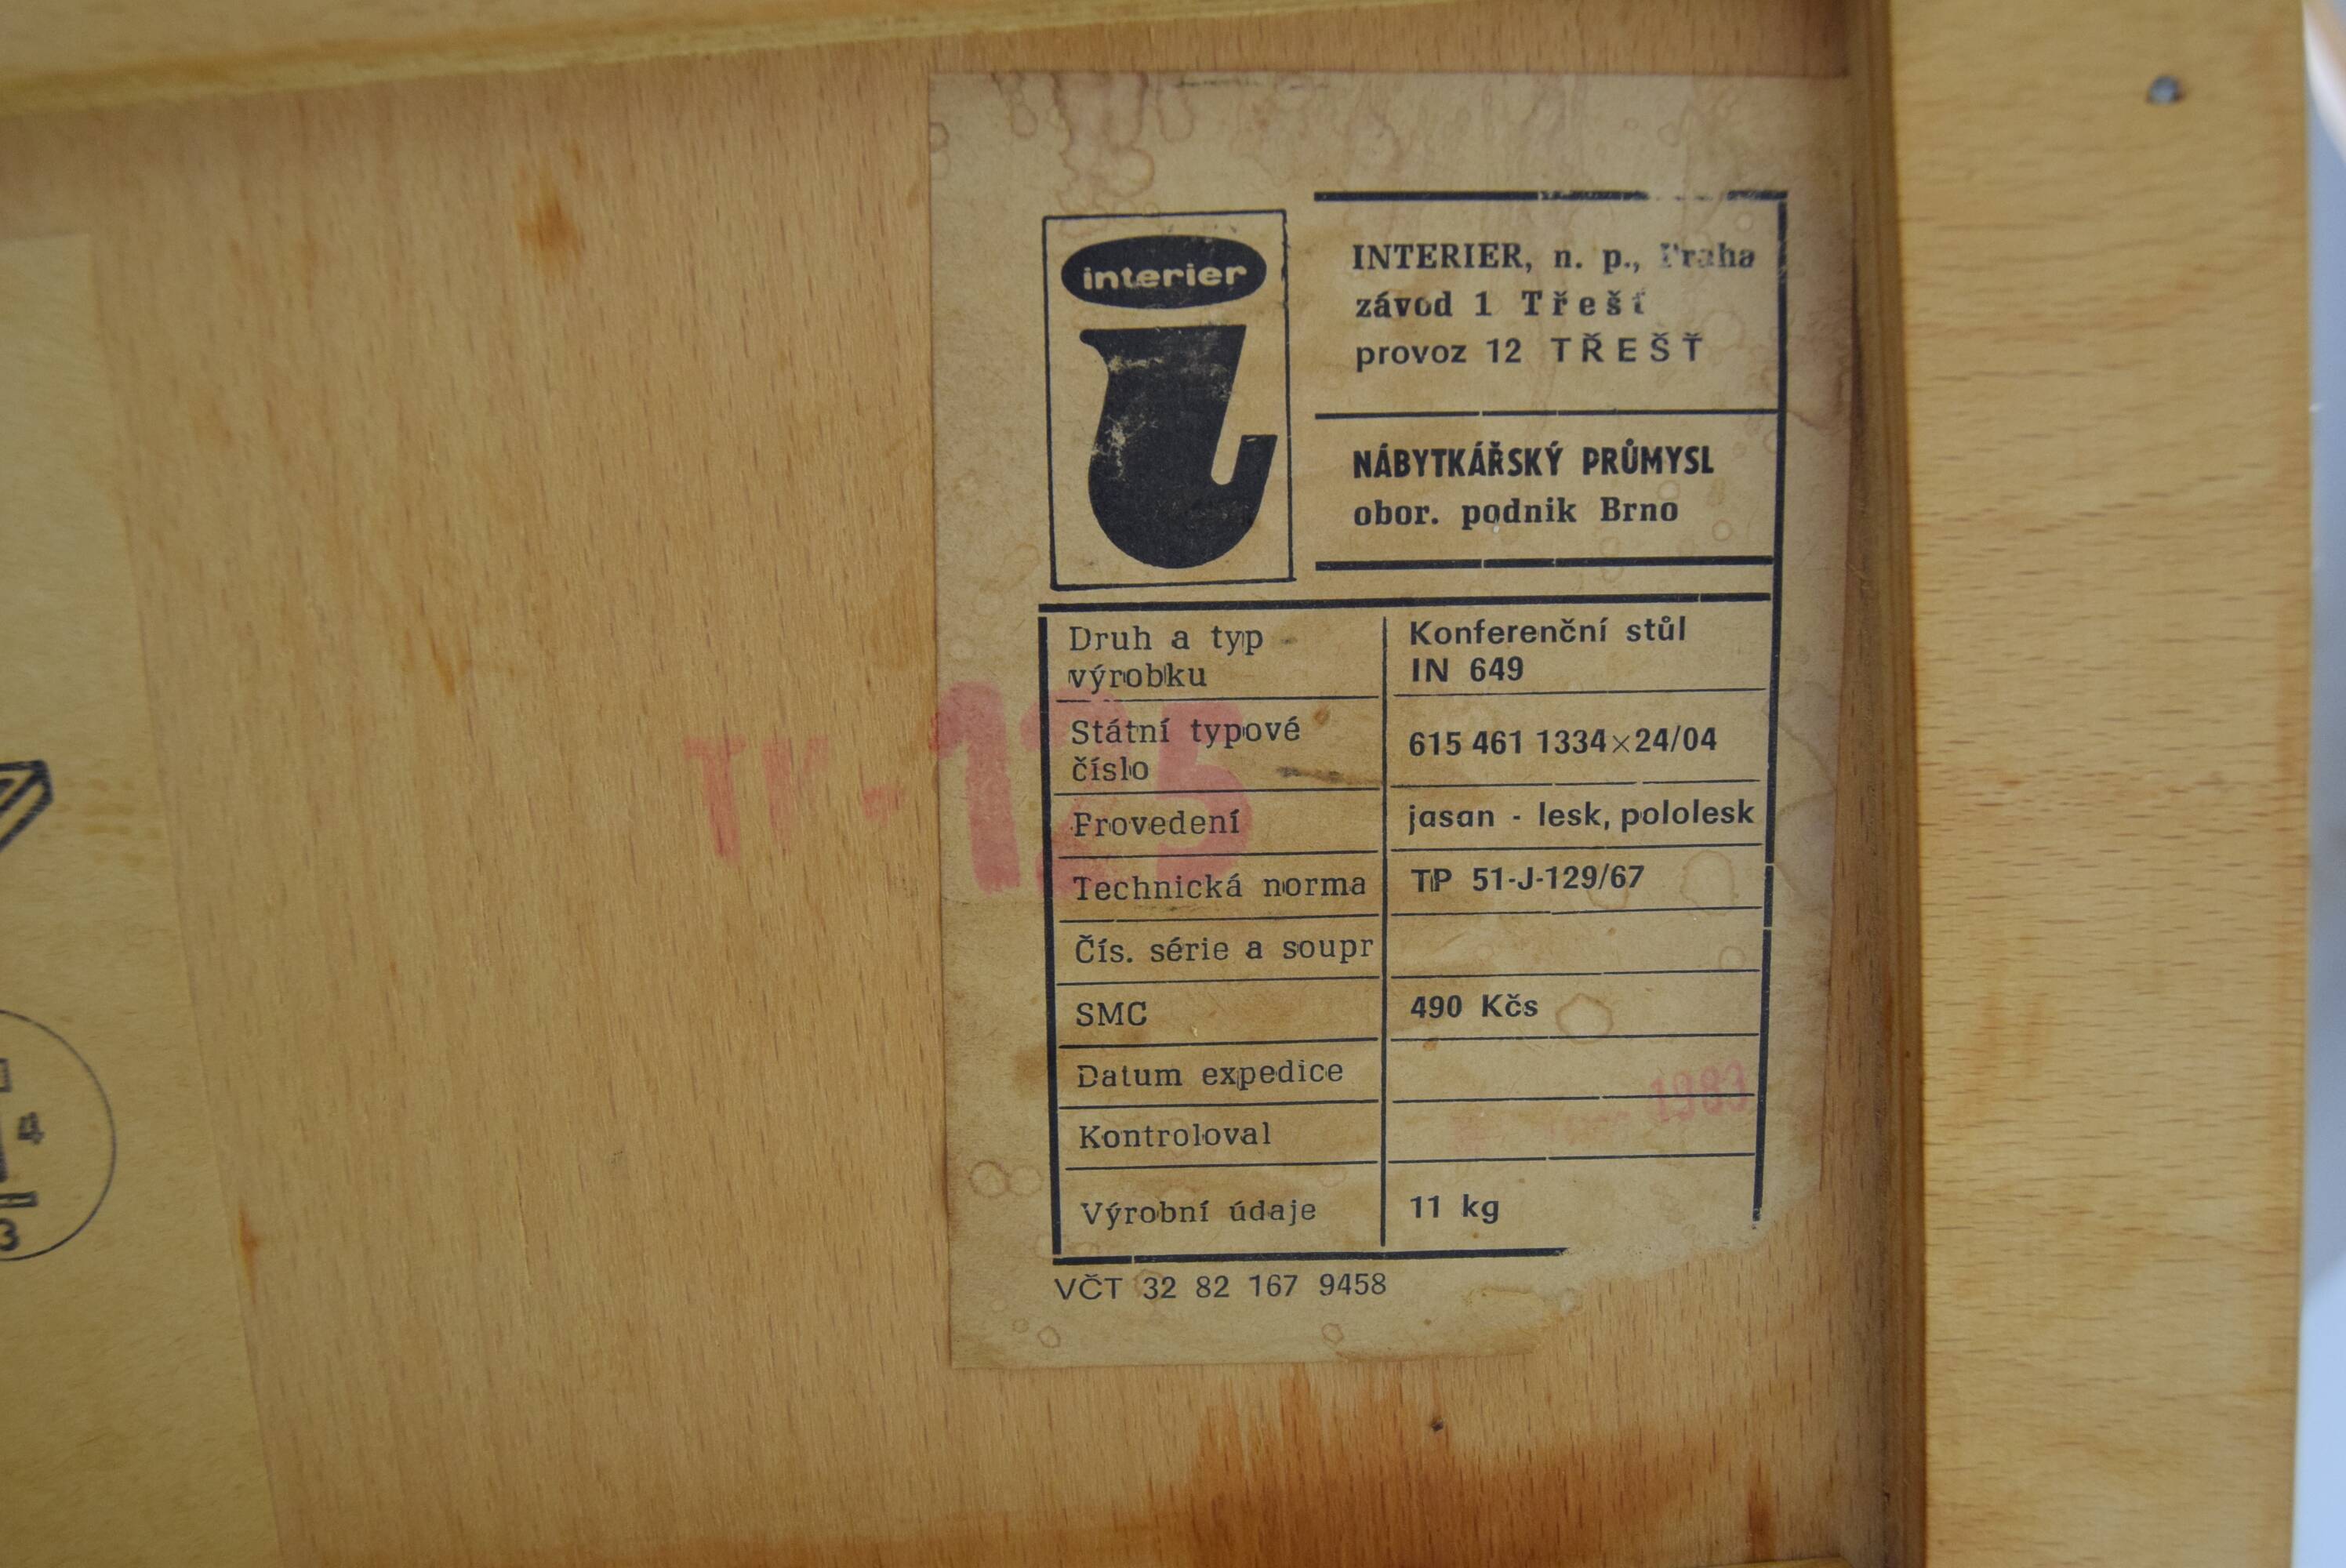 interier
INTERIER, n. p., Praha
závod 1 Třešť
provoz 12 TŘEŠŤ
NÁBYTKÁŘSKÝ PRŮMYSL
obor. podnik Brno
Druh a typ výrobku
Konferenční stůl
IN 649
Státní typové číslo
615 461 1334×24/04
Provedení
jasan - lesk, pololesk
Technická norma
TP 51-J-129/67
Čís. série a soupr
SMC
490 Kčs
Datum expedice
1983
Kontroloval
Výrobní údaje
11 kg
VČT 32 82 167 9458
4
3